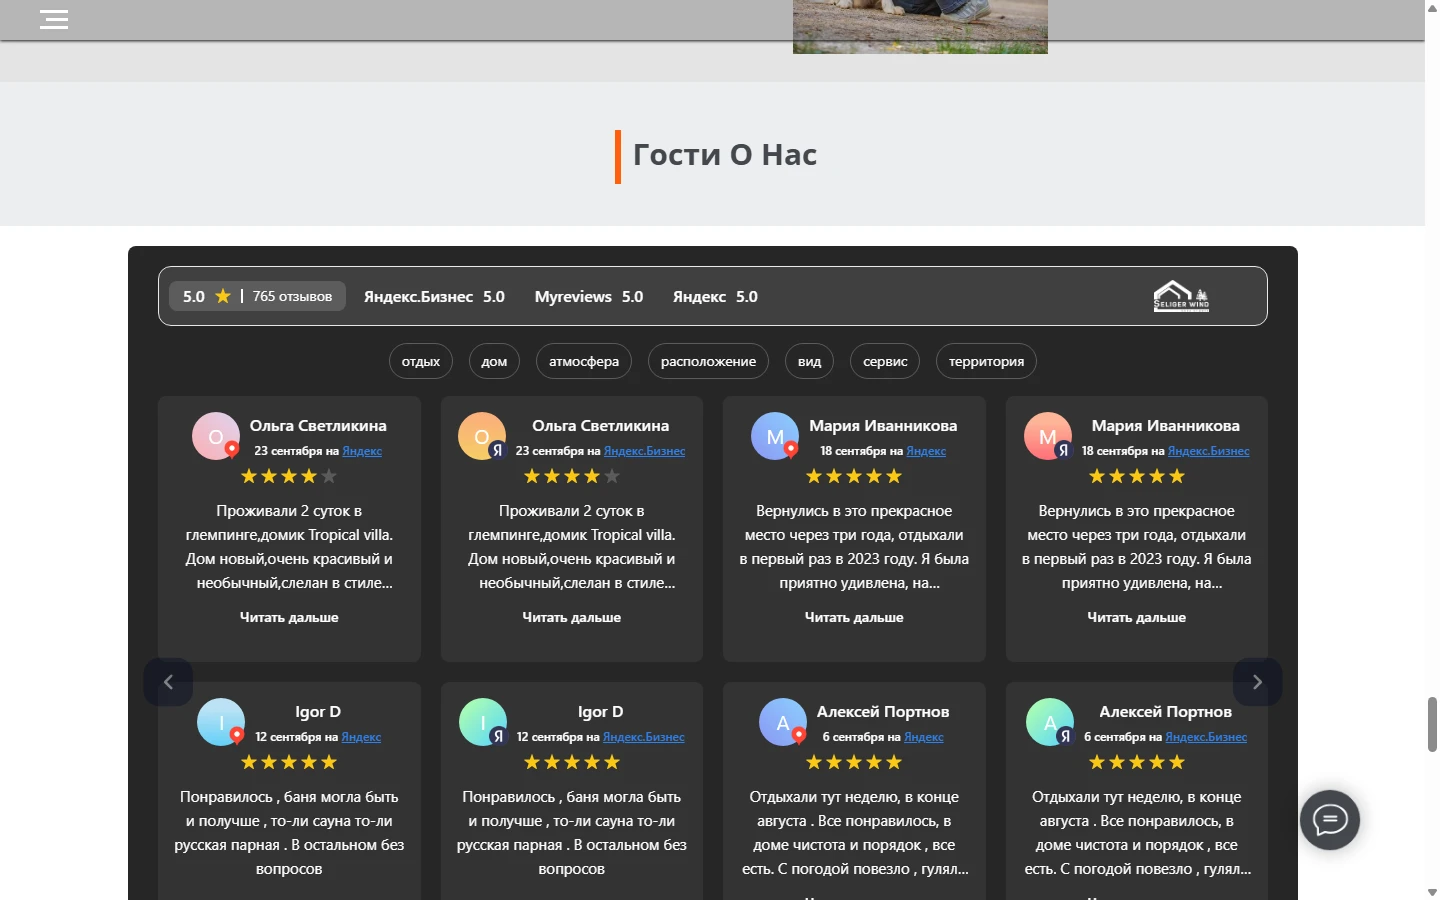 Гости О Нас
5.0 765 отзывов Яндекс.Бизнес 5.0 Myreviews 5.0 Яндекс 5.0 SELIGER WIND
отдых дом атмосфера расположение вид сервис территория
О Ольга Светликина
23 сентября на Яндекс
Проживали 2 суток в
глемпинге,домик Tropical villa.
Дом новый,очень красивый и
необычный,слелан в стиле...
Читать дальше
О Я Ольга Светликина
23 сентября на Яндекс.Бизнес
Проживали 2 суток в
глемпинге,домик Tropical villa.
Дом новый,очень красивый и
необычный,слелан в стиле...
Читать дальше
М Мария Иванникова
18 сентября на Яндекс
Вернулись в это прекрасное
место через три года, отдыхали
в первый раз в 2023 году. Я была
приятно удивлена, на...
Читать дальше
М Я Мария Иванникова
18 сентября на Яндекс.Бизнес
Вернулись в это прекрасное
место через три года, отдыхали
в первый раз в 2023 году. Я была
приятно удивлена, на...
Читать дальше
I Igor D
12 сентября на Яндекс
Понравилось , баня могла быть
и получше , то-ли сауна то-ли
русская парная . В остальном без
вопросов
I Я Igor D
12 сентября на Яндекс.Бизнес
Понравилось , баня могла быть
и получше , то-ли сауна то-ли
русская парная . В остальном без
вопросов
А Алексей Портнов
6 сентября на Яндекс
Отдыхали тут неделю, в конце
августа . Все понравилось, в
доме чистота и порядок , все
есть. С погодой повезло , гулял...
А Я Алексей Портнов
6 сентября на Яндекс.Бизнес
Отдыхали тут неделю, в конце
августа . Все понравилось, в
доме чистота и порядок , все
есть. С погодой повезло , гулял...